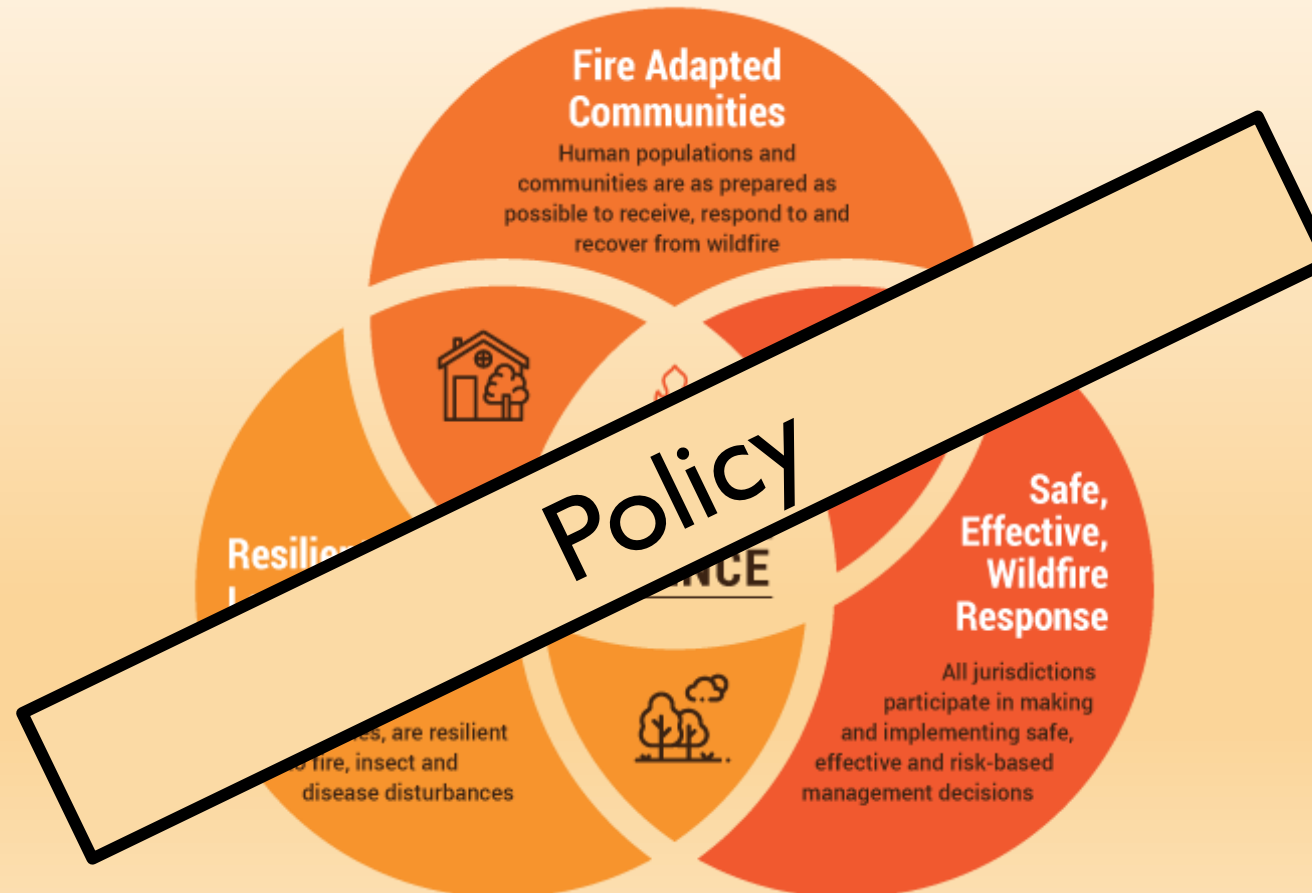 Fire Adapted
Communities
Human populations and
communities are as prepared as
possible to receive, respond to and
recover from wildfire
Policy
Safe,
Effective,
Wildfire
Response
All jurisdictions
participate in making
and implementing safe,
effective and risk-based
management decisions
are resilient
fire, insect and
disease disturbances